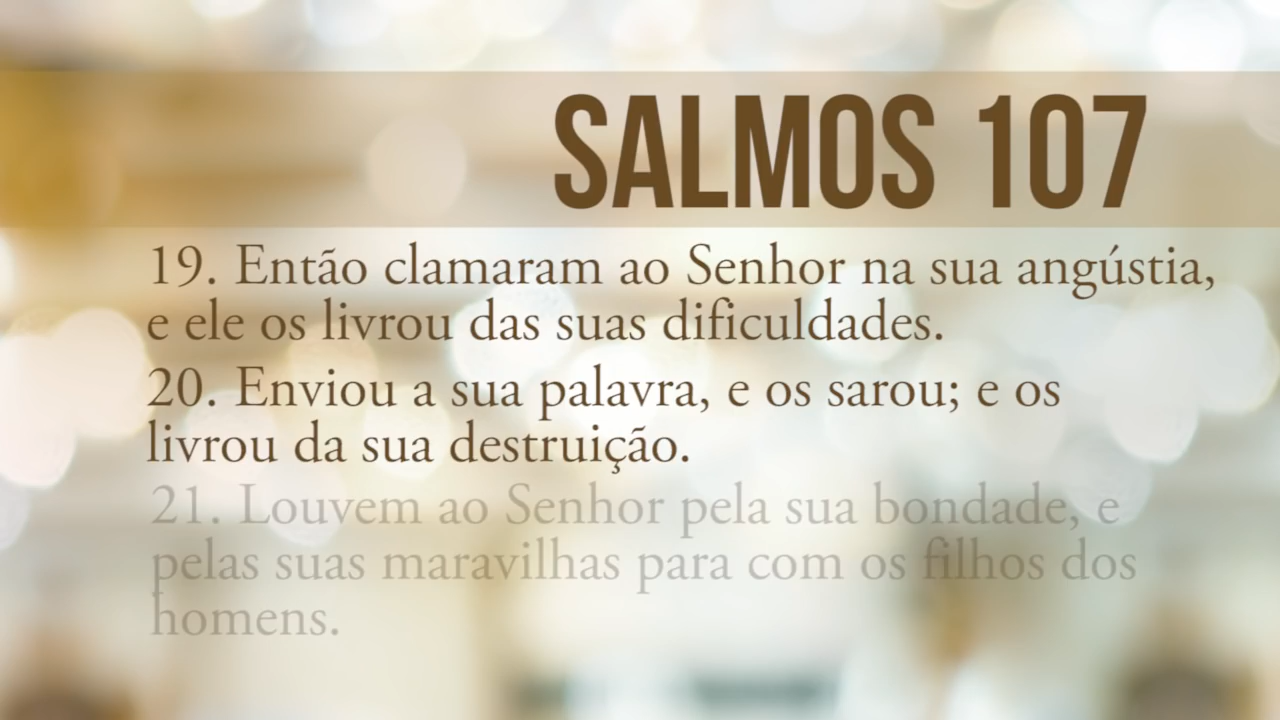 SALMOS 107
19. Então clamaram ao Senhor na sua angústia,
e ele os livrou das suas dificuldades.
20. Enviou a sua palavra, e os sarou; e os
livrou da sua destruição.
21. Louvem ao Senhor pela sua bondade, e
pelas suas maravilhas para com os filhos dos
homens.